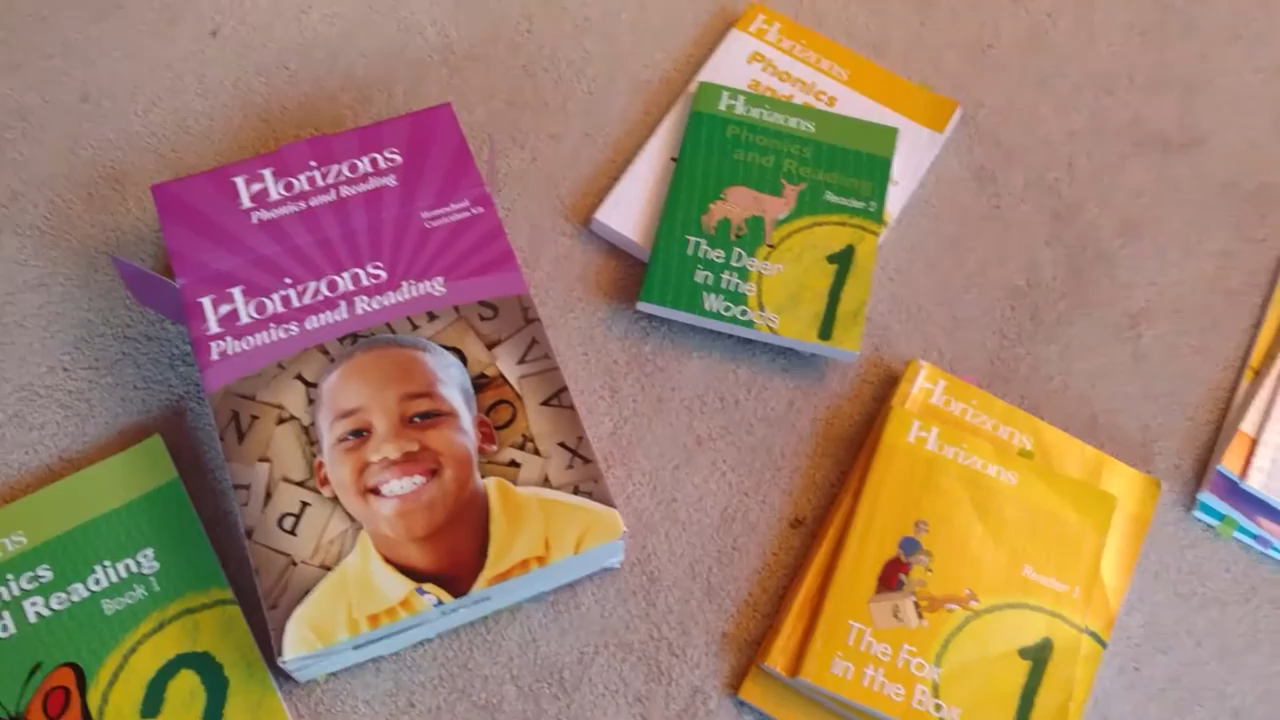 Horizons
Phonics and Reading
Homeschool
Curriculum Kit
Horizons
Phonics and Reading
Horizons
Phonics
and
Horizons
Phonics
and Reading
Reader 2
The Deer
in the
Woods
1
Horizons
Horizons
Reader 1
The Fox
in the Box
1
Reading
Book 1
2